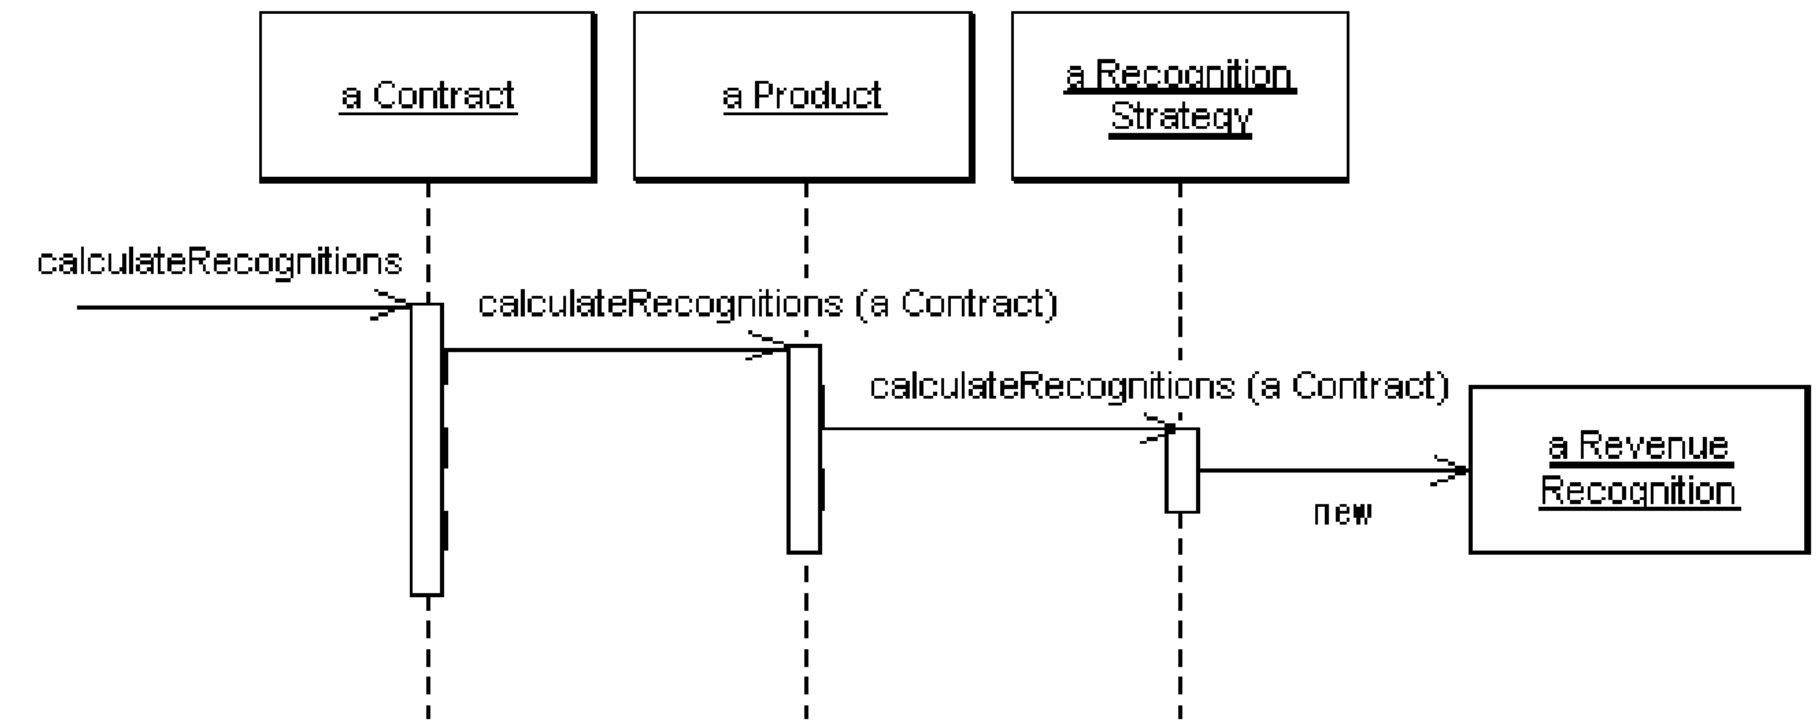 a Contract
a Product
a Recognition
Strategy
calculateRecognitions
calculateRecognitions (a Contract)
calculateRecognitions (a Contract)
a Revenue
Recognition
new